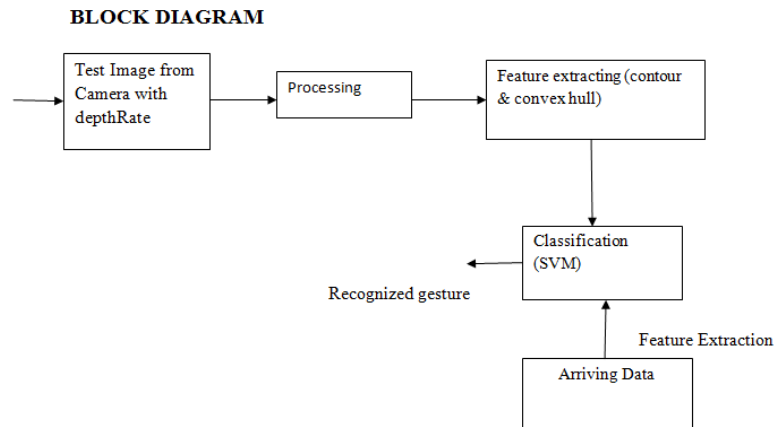 BLOCK DIAGRAM
Test Image from
Camera with
depthRate
Processing
Feature extracting (contour
& convex hull)
Classification
(SVM)
Recognized gesture
Feature Extraction
Arriving Data